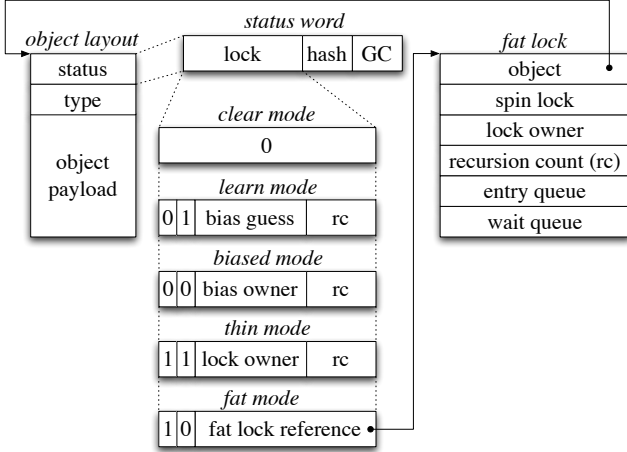 status word
object layout
fat lock
status
type
object
payload
lock hash GC
clear mode
0
learn mode
0 1 bias guess rc
biased mode
0 0 bias owner rc
thin mode
1 1 lock owner rc
fat mode
1 0 fat lock reference
object
spin lock
lock owner
recursion count (rc)
entry queue
wait queue